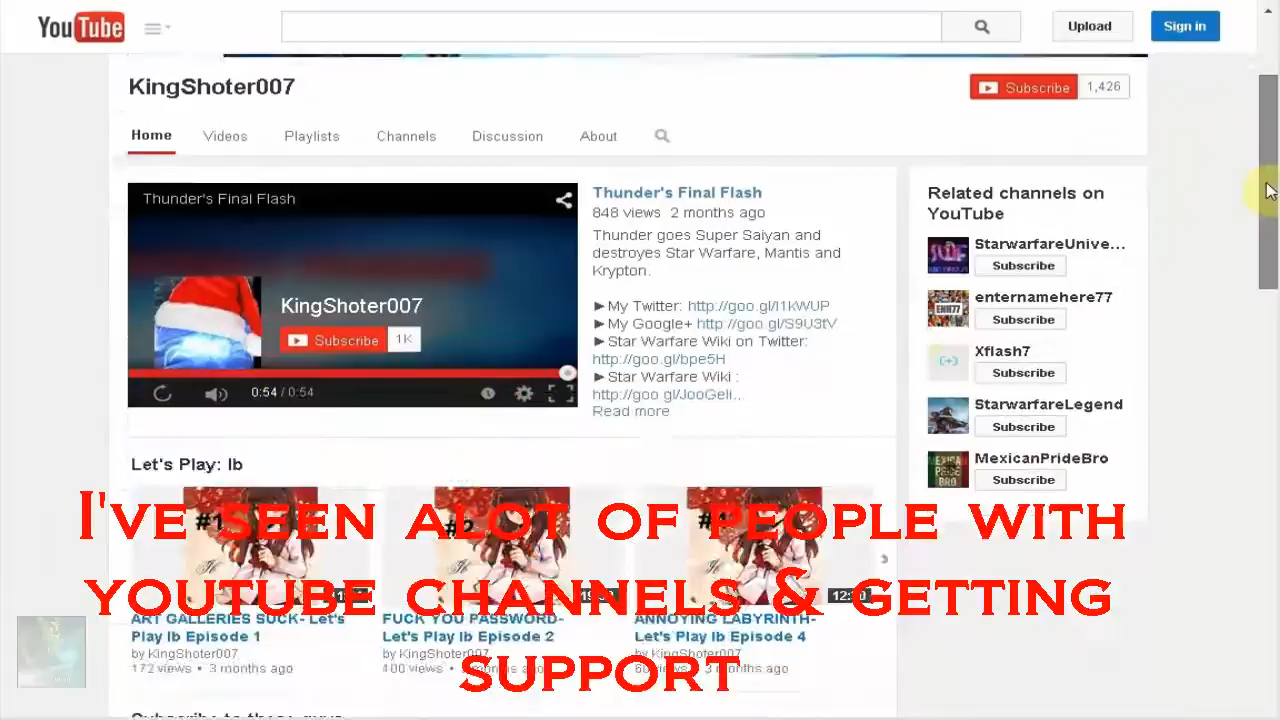 YouTube
Upload
Sign in
KingShoter007
Subscribe 1,426
Home Videos Playlists Channels Discussion About
Thunder's Final Flash
KingShoter007
Subscribe 1K
0:54 / 0:54
Thunder's Final Flash
848 views 2 months ago
Thunder goes Super Saiyan and
destroyes Star Warfare, Mantis and
Krypton.
►My Twitter: http://goo.gl/I1kWUP
►My Google+ http://goo.gl/S9U3tV
►Star Warfare Wiki on Twitter:
http://goo.gl/bpe5H
►Star Warfare Wiki :
http://goo.gl/JooGeli...
Read more
Related channels on
YouTube
StarwarfareUnive...
Subscribe
enternamehere77
Subscribe
Xflash7
Subscribe
StarwarfareLegend
Subscribe
MexicanPrideBro
Subscribe
Let's Play: Ib
#1 #2
I've seen alot of people with
youtube channels & getting
support
ART GALLERIES SUCK- Let's
Play Ib Episode 1
by KingShoter007
172 views • 3 months ago
FUCK YOU PASSWORD-
Let's Play Ib Episode 2
by KingShoter007
100 views • months ago
ANNOYING LABYRINTH-
Let's Play Ib Episode 4
by KingShoter007
views • 3 months ago
Subscribe to these guys